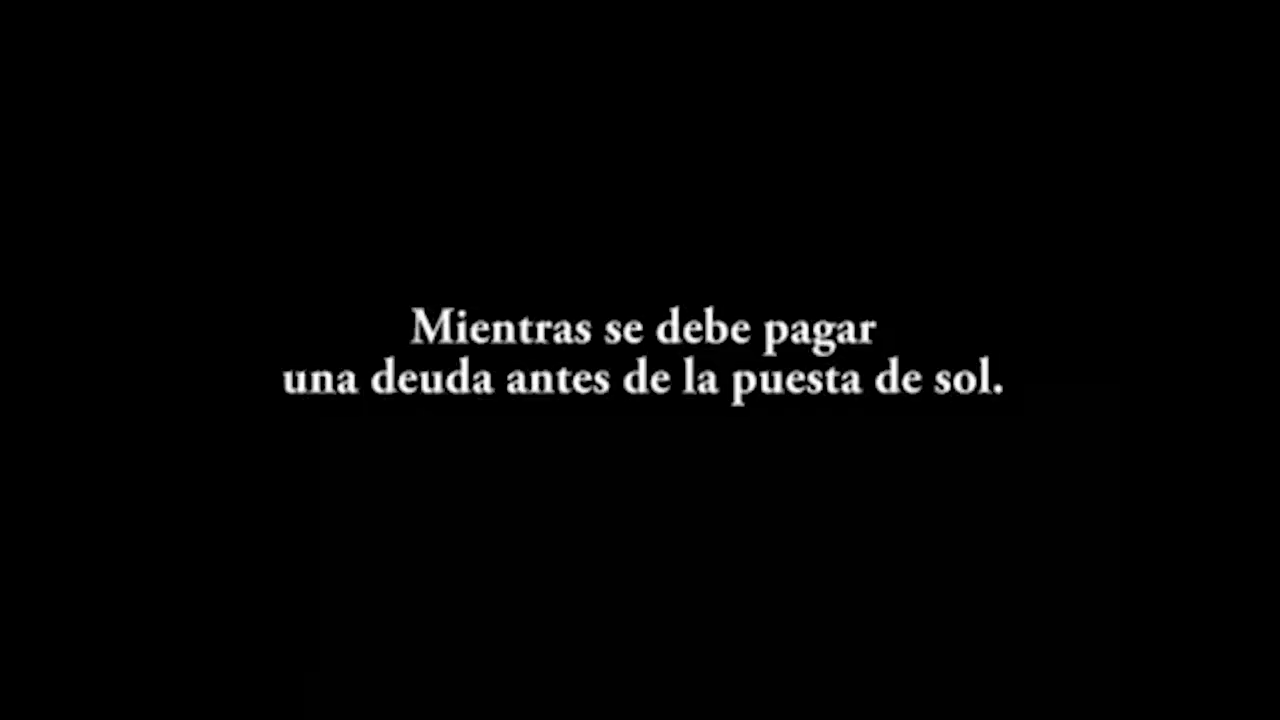 Mientras se debe pagar
una deuda antes de la puesta de sol.